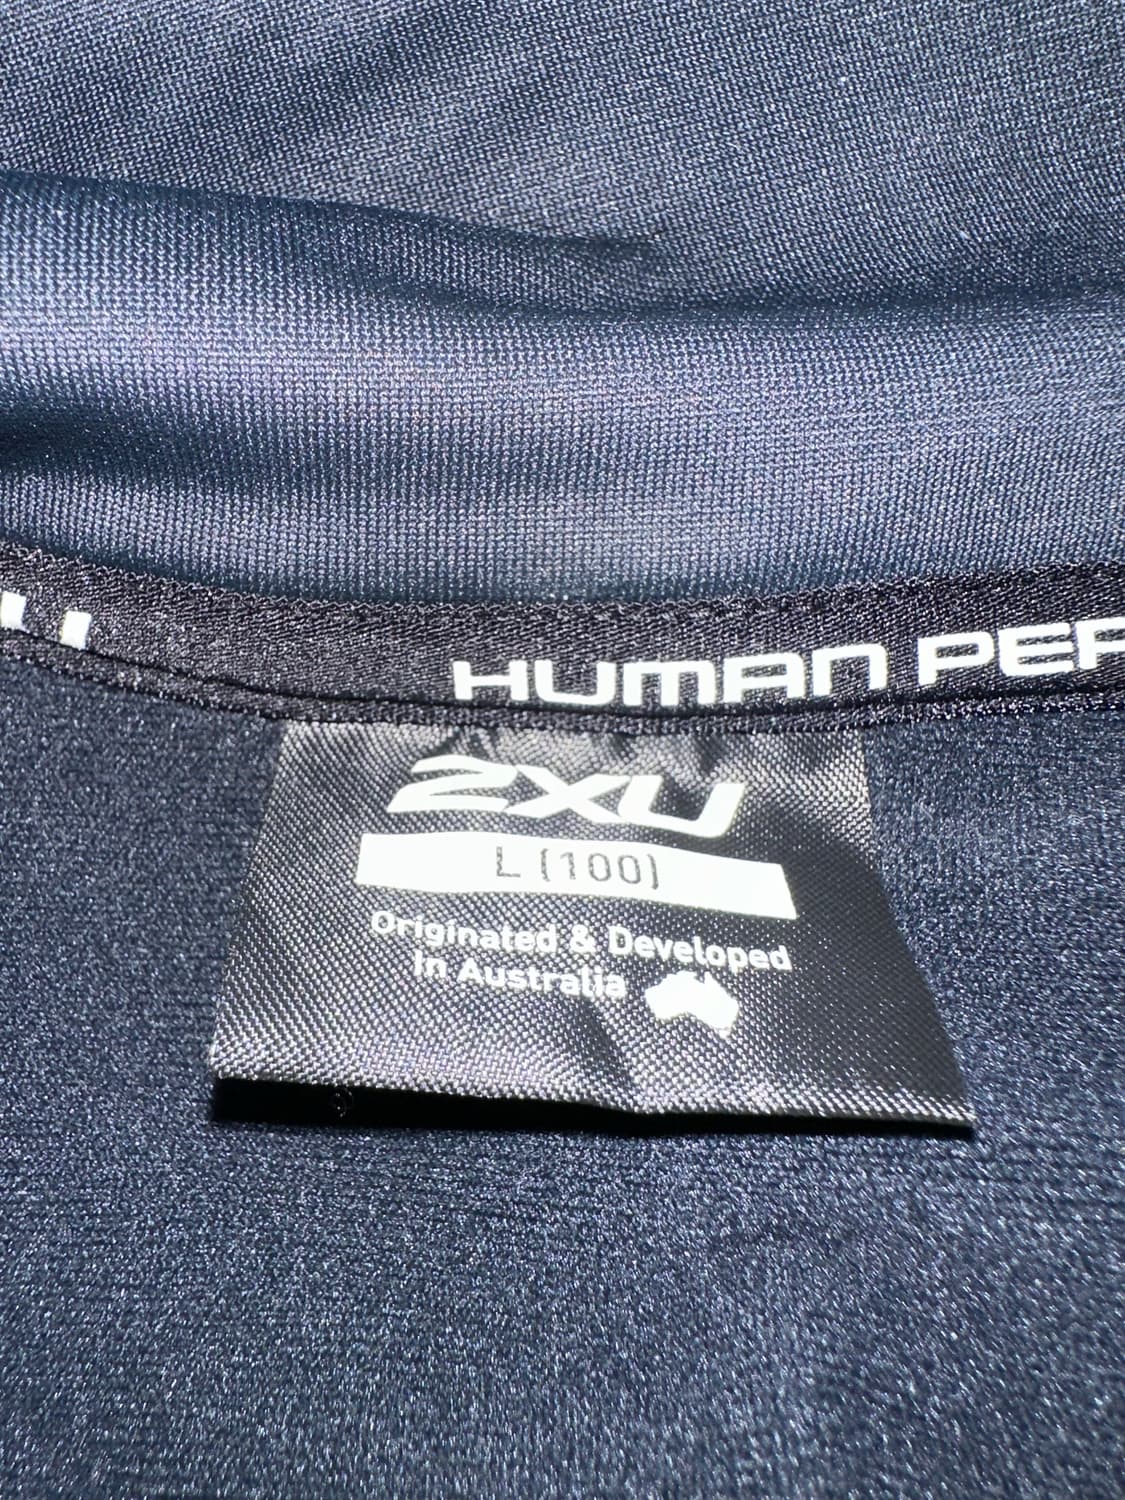 HUMAN PER
2XU
L (100)
Originated & Developed
in Australia